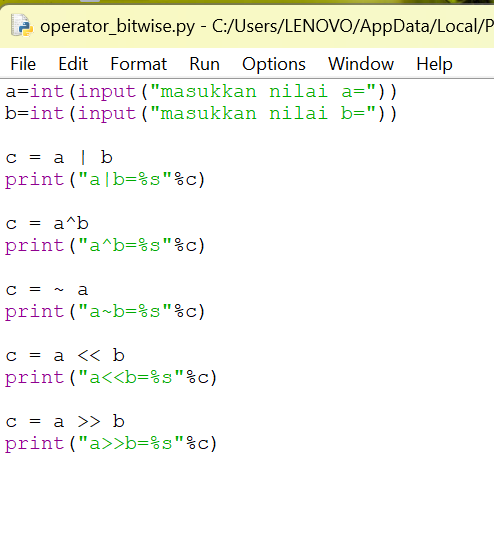 operator_bitwise.py - C:/Users/LENOVO/AppData/Local/P
File Edit Format Run Options Window Help
a=int(input("masukkan nilai a="))
b=int(input("masukkan nilai b="))
c = a | b
print("a|b=%s"%c)
c = a^b
print("a^b=%s"%c)
c = ~ a
print("a~b=%s"%c)
c = a << b
print("a<<b=%s"%c)
c = a >> b
print("a>>b=%s"%c)